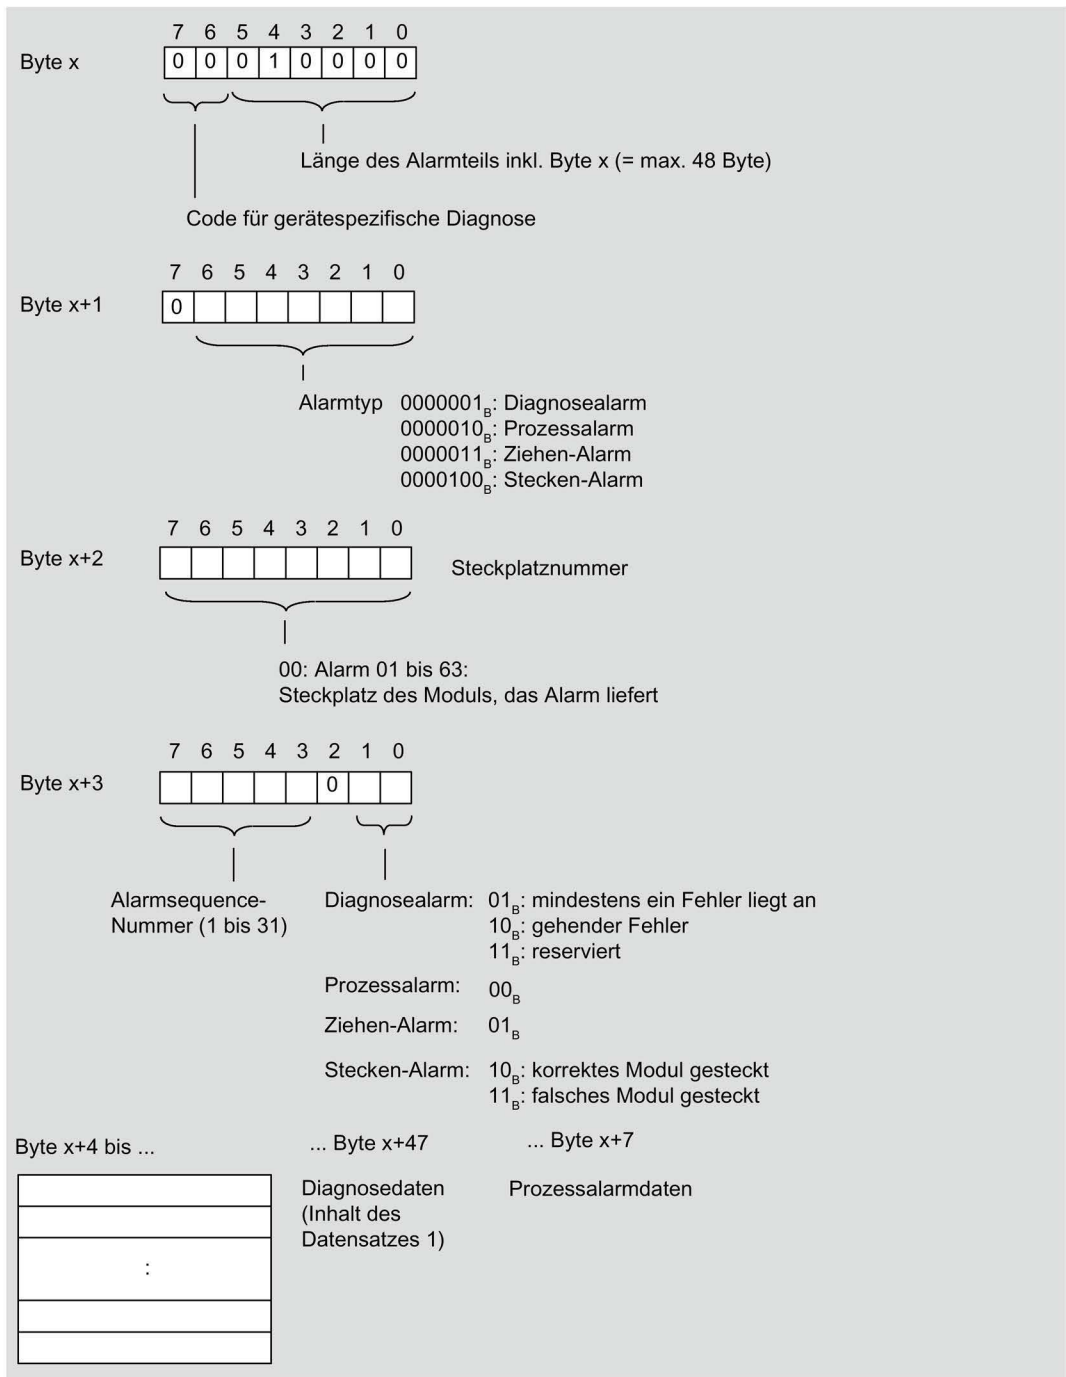 7 6 5 4 3 2 1 0
Byte x 0 0 0 1 0 0 0 0
Länge des Alarmteils inkl. Byte x (= max. 48 Byte)
Code für gerätespezifische Diagnose
7 6 5 4 3 2 1 0
Byte x+1 0
Alarmtyp 0000001B: Diagnosealarm
0000010B: Prozessalarm
0000011B: Ziehen-Alarm
0000100B: Stecken-Alarm
7 6 5 4 3 2 1 0
Byte x+2 Steckplatznummer
00: Alarm 01 bis 63:
Steckplatz des Moduls, das Alarm liefert
7 6 5 4 3 2 1 0
Byte x+3 0
Alarmsequence-
Nummer (1 bis 31)
Diagnosealarm: 01B: mindestens ein Fehler liegt an
10B: gehender Fehler
11B: reserviert
Prozessalarm: 00B
Ziehen-Alarm: 01B
Stecken-Alarm: 10B: korrektes Modul gesteckt
11B: falsches Modul gesteckt
Byte x+4 bis ... ... Byte x+47 ... Byte x+7
Diagnosedaten
(Inhalt des
Datensatzes 1)
Prozessalarmdaten
: